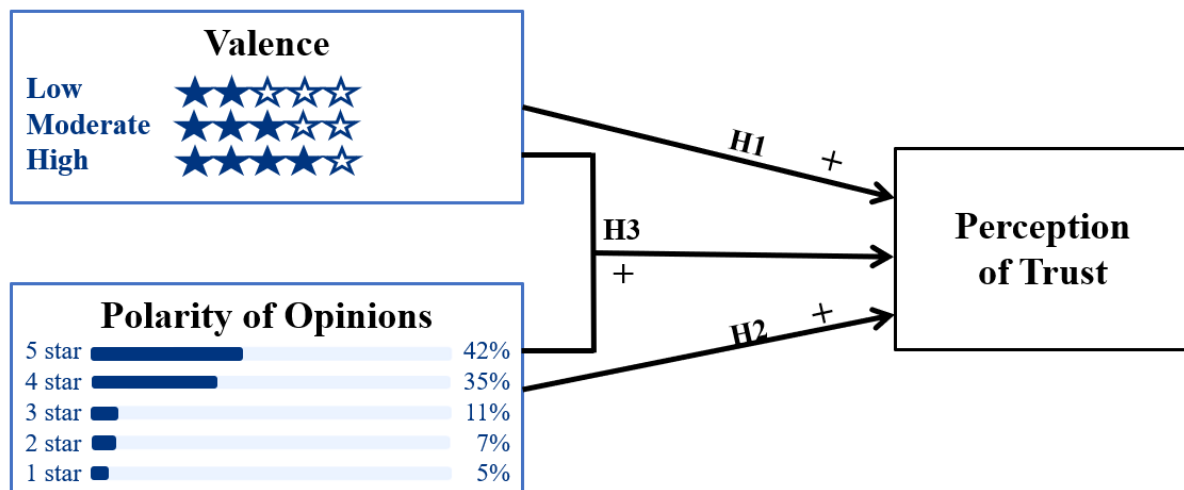 Valence
Low
Moderate
High
H1 +
H3
+
Perception
of Trust
Polarity of Opinions
5 star 42%
4 star 35%
3 star 11%
2 star 7%
1 star 5%
H2 +